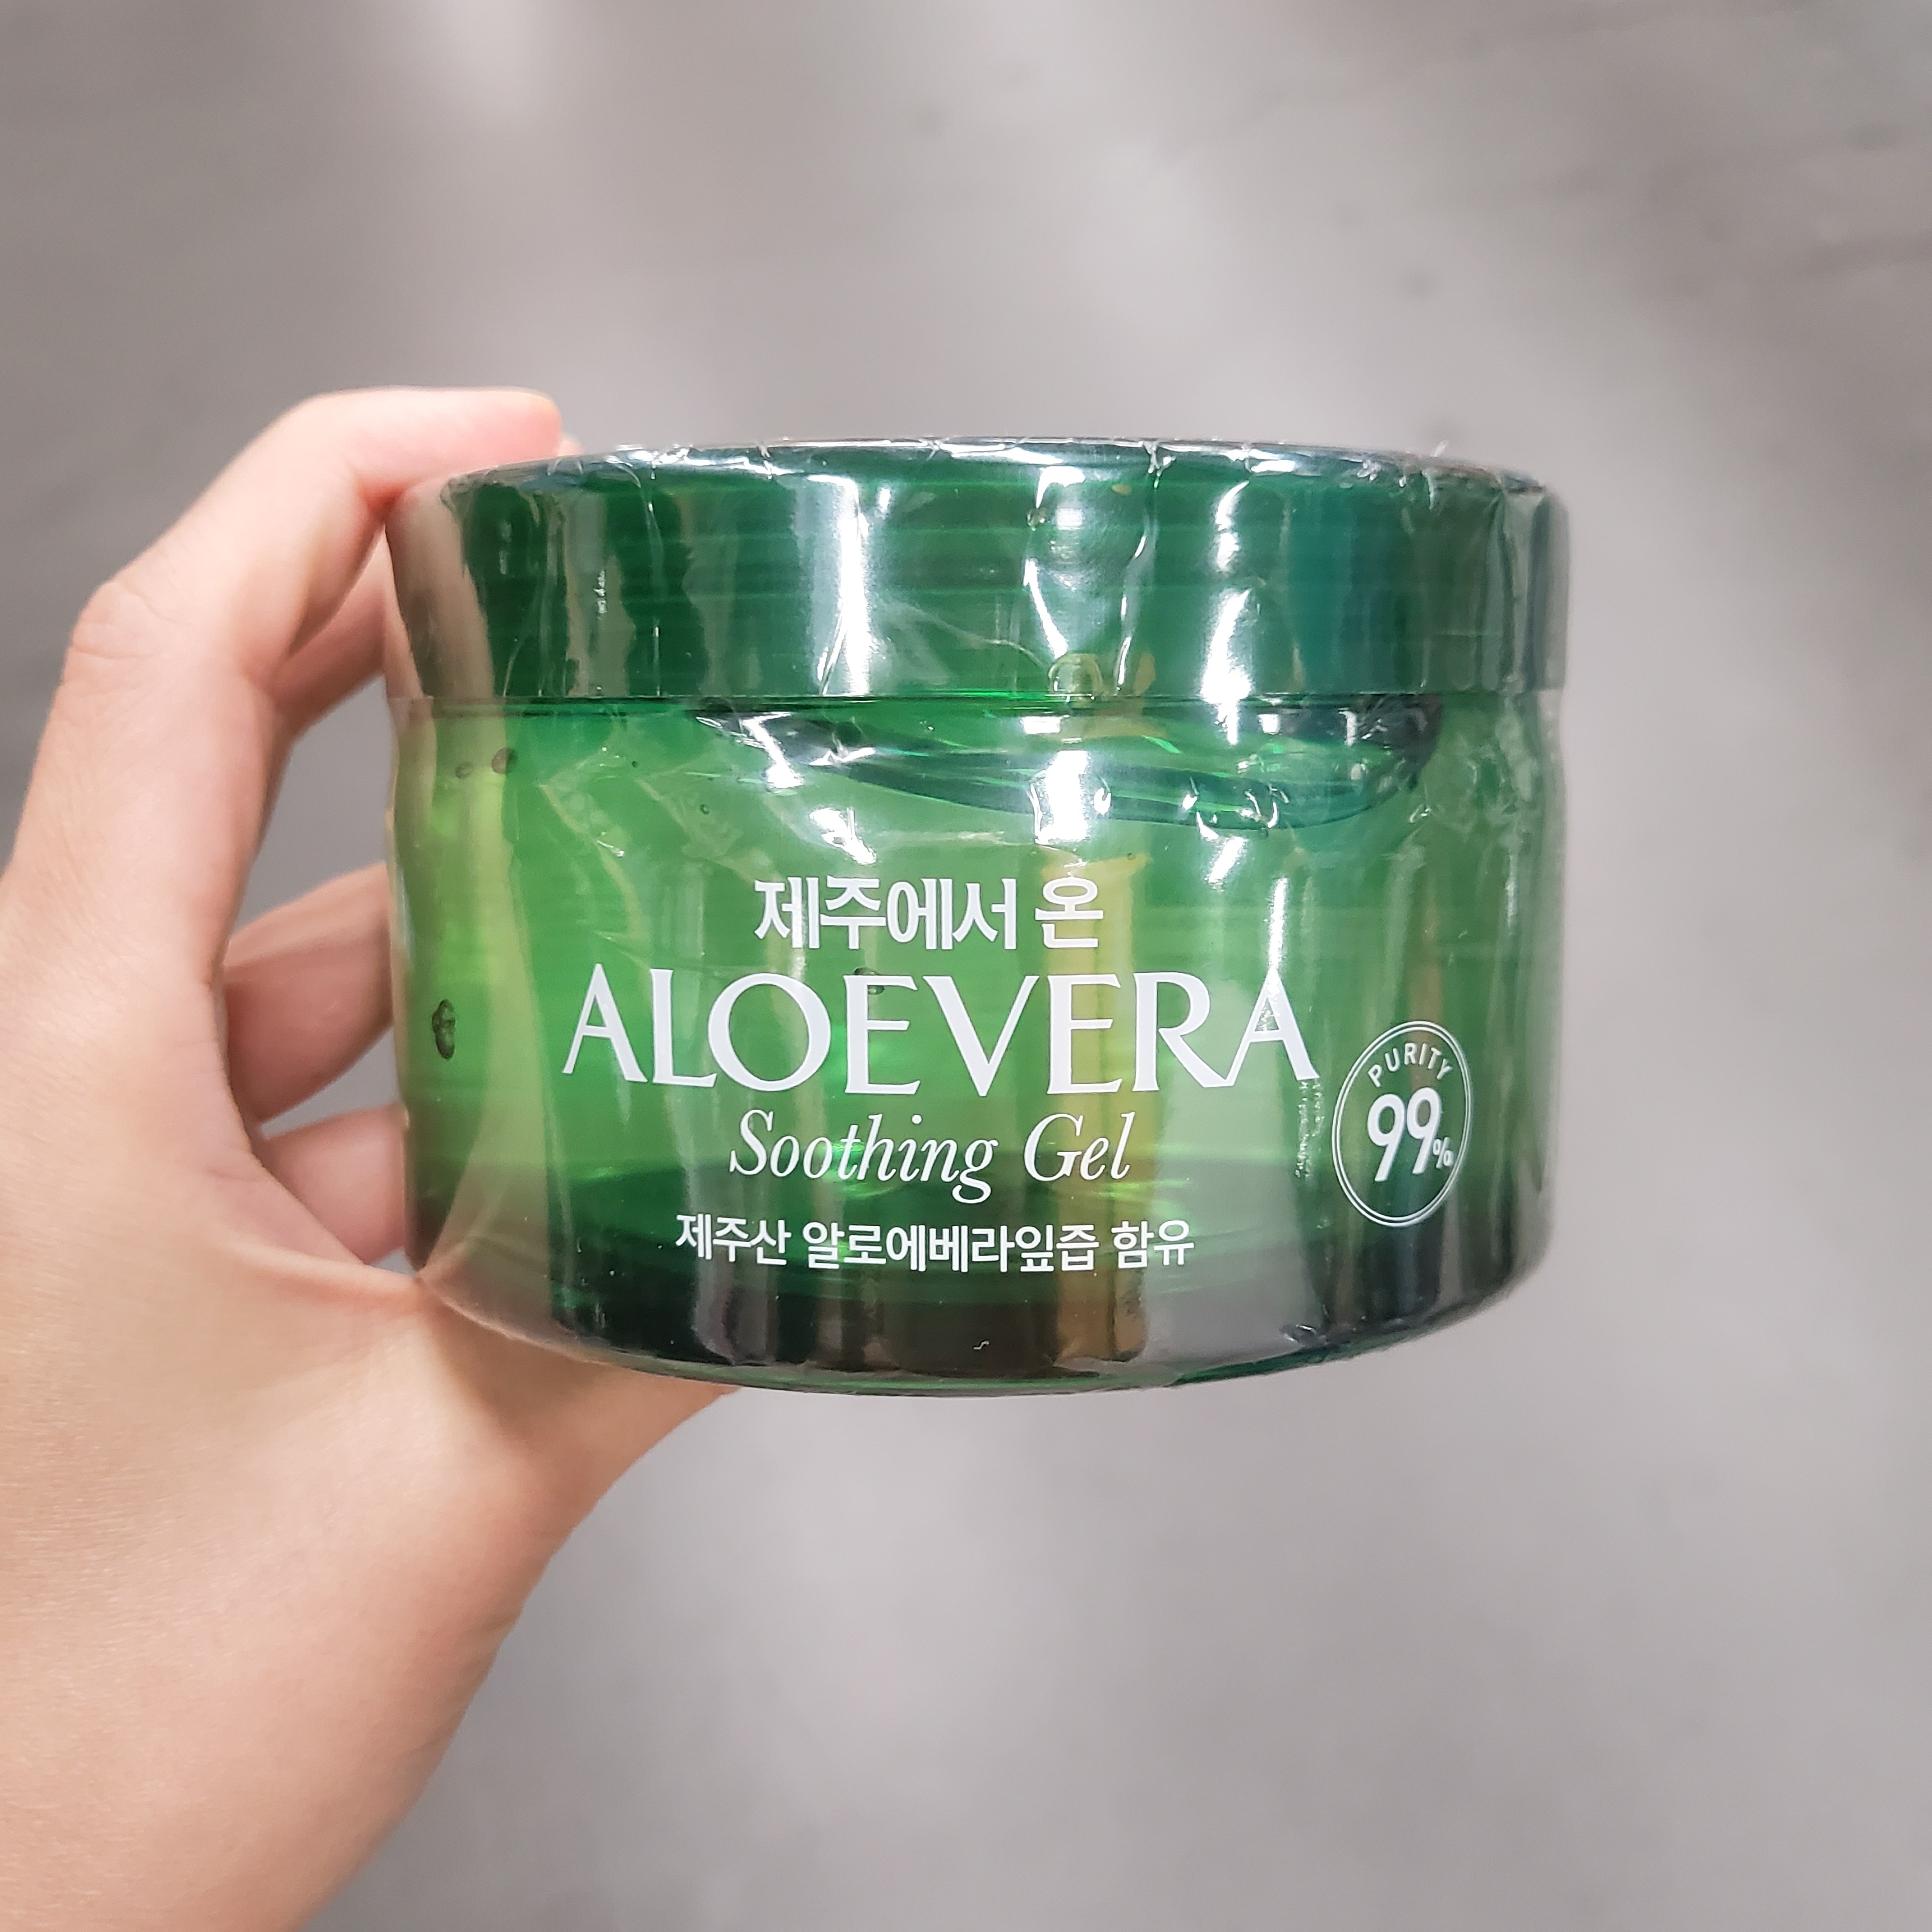 제주에서 온
ALOEVERA
Soothing Gel
PURITY
99%
제주산 알로에베라잎즙 함유